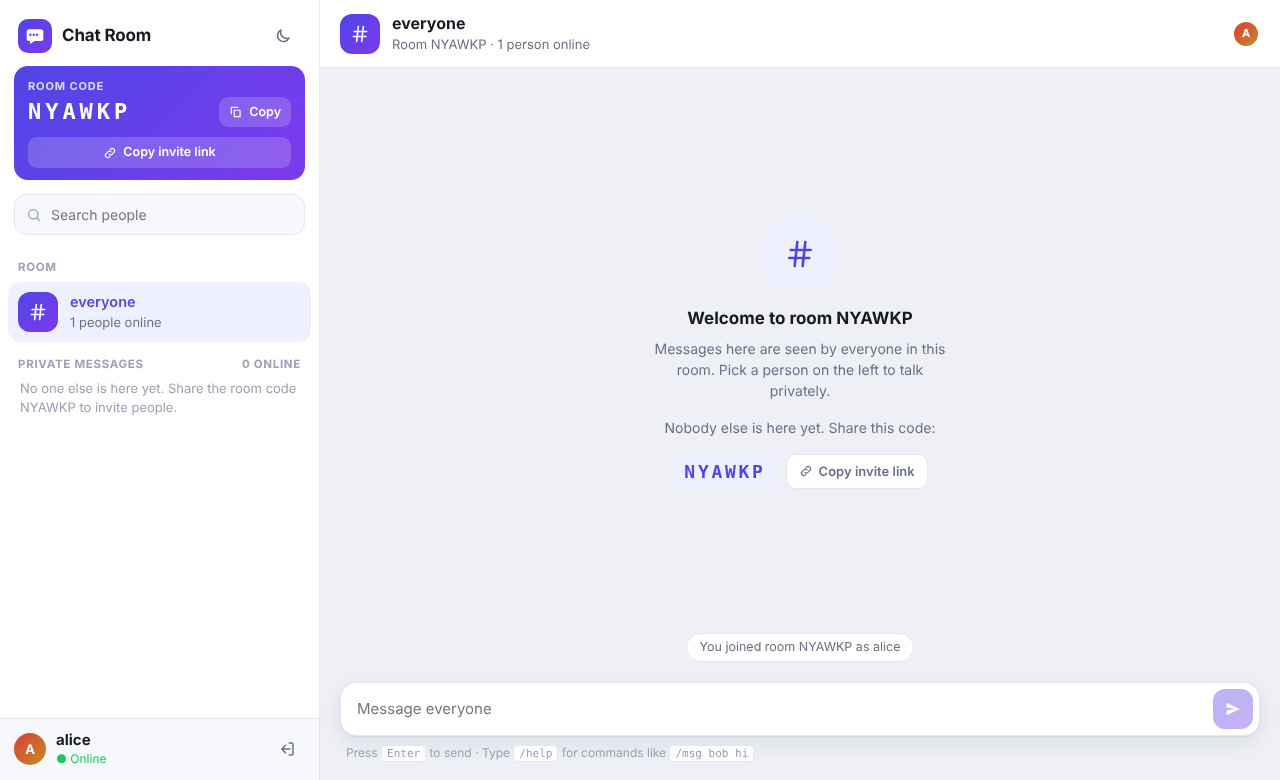 Chat Room
ROOM CODE
NYAWKP
Copy
Copy invite link
Search people
ROOM
everyone
1 people online
PRIVATE MESSAGES
0 ONLINE
No one else is here yet. Share the room code
NYAWKP to invite people.
A
alice
Online
everyone
Room NYAWKP · 1 person online
A
Welcome to room NYAWKP
Messages here are seen by everyone in this
room. Pick a person on the left to talk
privately.
Nobody else is here yet. Share this code:
NYAWKP
Copy invite link
You joined room NYAWKP as alice
Message everyone
Press Enter to send · Type /help for commands like /msg bob hi